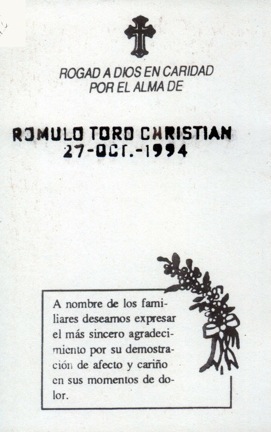 ROGAD A DIOS EN CARIDAD
POR EL ALMA DE
ROMULO TORO CHRISTIAN
27-OCT.-1994
A nombre de los fami-
liares deseamos expresar
el más sincero agradeci-
miento por su demostra-
ción de afecto y cariño
en sus momentos de do-
lor.